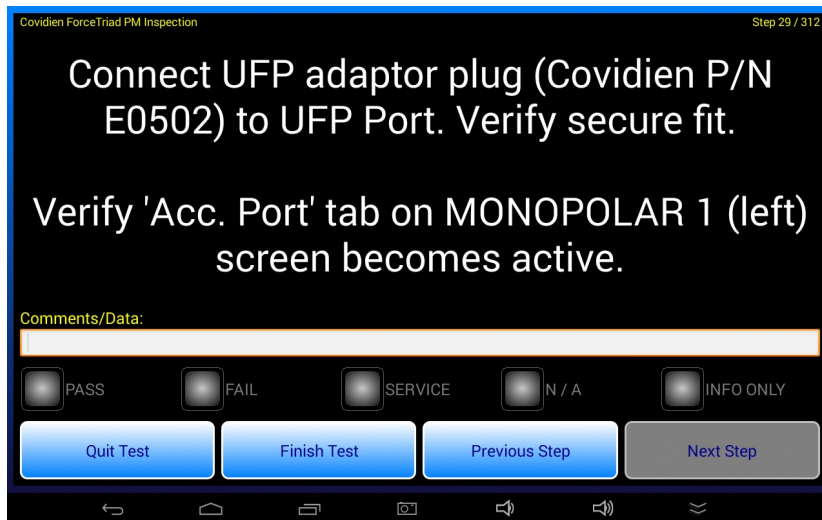 Covidien ForceTriad PM Inspection
Step 29 / 312
Connect UFP adaptor plug (Covidien P/N
E0502) to UFP Port. Verify secure fit.
Verify 'Acc. Port' tab on MONOPOLAR 1 (left)
screen becomes active.
Comments/Data:
PASS
FAIL
SERVICE
N / A
INFO ONLY
Quit Test
Finish Test
Previous Step
Next Step